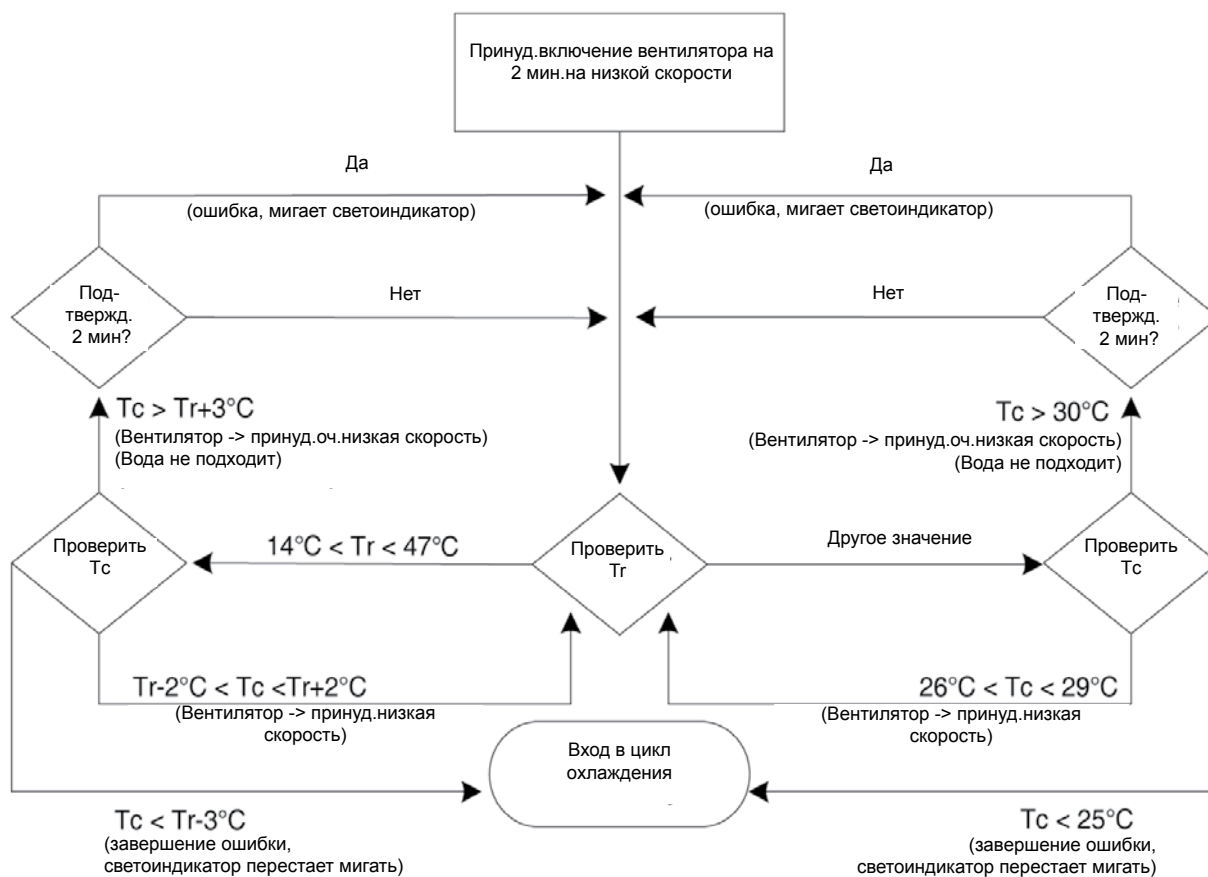 Принуд.включение вентилятора на
2 мин.на низкой скорости
Да
(ошибка, мигает светоиндикатор)
Да
(ошибка, мигает светоиндикатор)
Под-
твержд.
2 мин?
Нет
Нет
Под-
твержд.
2 мин?
Tc > Tr+3°C
(Вентилятор -> принуд.оч.низкая скорость)
(Вода не подходит)
Tc > 30°C
(Вентилятор -> принуд.оч.низкая скорость)
(Вода не подходит)
Проверить
Tc
14°C < Tr < 47°C
Проверить
Tr
Другое значение
Проверить
Tc
Tr-2°C < Tc <Tr+2°C
(Вентилятор -> принуд.низкая
скорость)
26°C < Tc < 29°C
(Вентилятор -> принуд.низкая
скорость)
Вход в цикл
охлаждения
Tc < Tr-3°C
(завершение ошибки,
светоиндикатор перестает мигать)
Tc < 25°C
(завершение ошибки,
светоиндикатор перестает мигать)